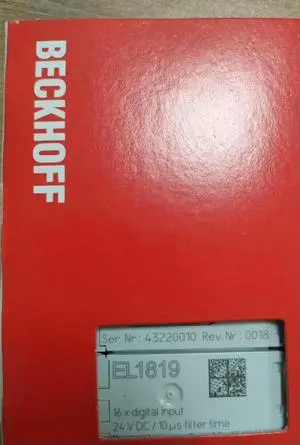 BECKHOFF
Ser Nr: 43220010 Rev.Nr: 0018
EL1819
16 x digital input
24 V DC / 10 µs filter time